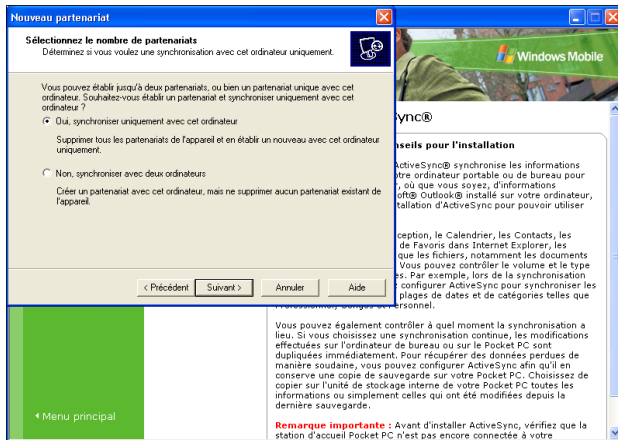 Nouveau partenariat
Sélectionnez le nombre de partenariats
Déterminez si vous voulez une synchronisation avec cet ordinateur uniquement.
Vous pouvez établir jusqu'à deux partenariats, ou bien un partenariat unique avec cet
ordinateur. Souhaitez-vous établir un partenariat et synchroniser uniquement avec cet
ordinateur ?
Oui, synchroniser uniquement avec cet ordinateur
Supprimer tous les partenariats de l'appareil et en établir un nouveau avec cet ordinateur
uniquement.
Non, synchroniser avec deux ordinateurs
Créer un partenariat avec cet ordinateur, mais ne supprimer aucun partenariat existant de
l'appareil.
< Précédent
Suivant >
Annuler
Aide
Windows Mobile
ync®
nseils pour l'installation
ActiveSync® synchronise les informations
otre ordinateur portable ou de bureau pour
r, où que vous soyez, d'informations
oft® Outlook® installé sur votre ordinateur,
tallation d'ActiveSync pour pouvoir utiliser
ception, le Calendrier, les Contacts, les
de Favoris dans Internet Explorer, les
que les fichiers, notamment les documents
Vous pouvez contrôler le volume et le type
es. Par exemple, lors de la synchronisation
configurer ActiveSync pour synchroniser les
plages de dates et de catégories telles que
Professionnel, Congés et Personnel.
Vous pouvez également contrôler à quel moment la synchronisation a
lieu. Si vous choisissez une synchronisation continue, les modifications
effectuées sur l'ordinateur de bureau ou sur le Pocket PC sont
dupliquées immédiatement. Pour récupérer des données perdues de
manière soudaine, vous pouvez configurer ActiveSync afin qu'il en
conserve une copie de sauvegarde sur votre Pocket PC. Choisissez de
copier sur l'unité de stockage interne de votre Pocket PC toutes les
informations ou simplement celles qui ont été modifiées depuis la
dernière sauvegarde.
Remarque importante : Avant d'installer ActiveSync, vérifiez que la
station d'accueil Pocket PC n'est pas encore connectée à votre
Menu principal